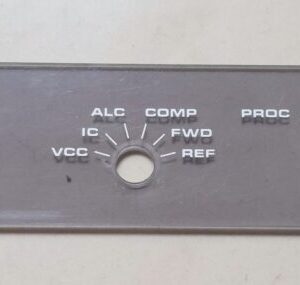 ALC COMP PROC
IC FWD
VCC REF